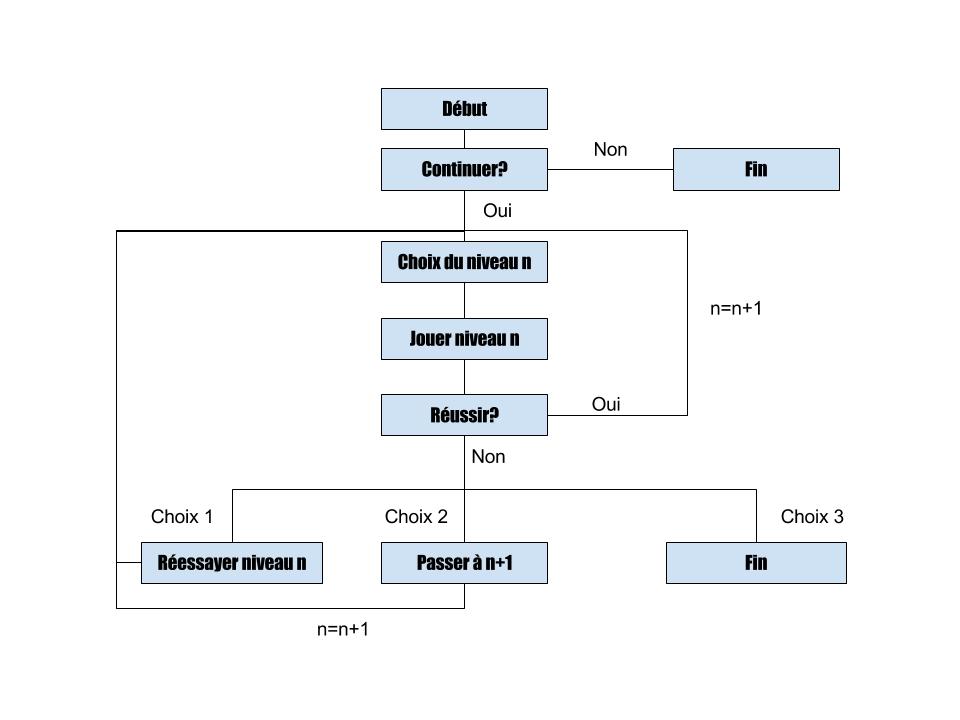 Début
Continuer?
Non
Fin
Oui
Choix du niveau n
n=n+1
Jouer niveau n
Réussir?
Oui
Non
Choix 1
Choix 2
Choix 3
Réessayer niveau n
Passer à n+1
Fin
n=n+1